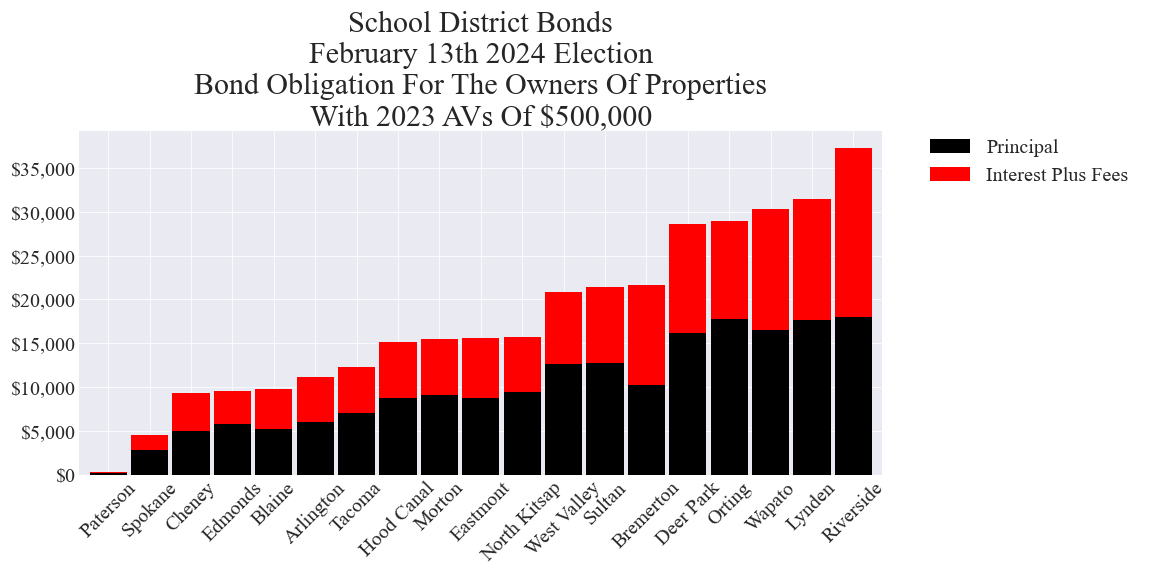 School District Bonds
February 13th 2024 Election
Bond Obligation For The Owners Of Properties
With 2023 AVs Of $500,000
Principal
Interest Plus Fees
$35,000
$30,000
$25,000
$20,000
$15,000
$10,000
$5,000
$0
Paterson
Spokane
Cheney
Edmonds
Blaine
Arlington
Tacoma
Hood Canal
Morton
Eastmont
North Kitsap
West Valley
Sultan
Bremerton
Deer Park
Orting
Wapato
Lynden
Riverside